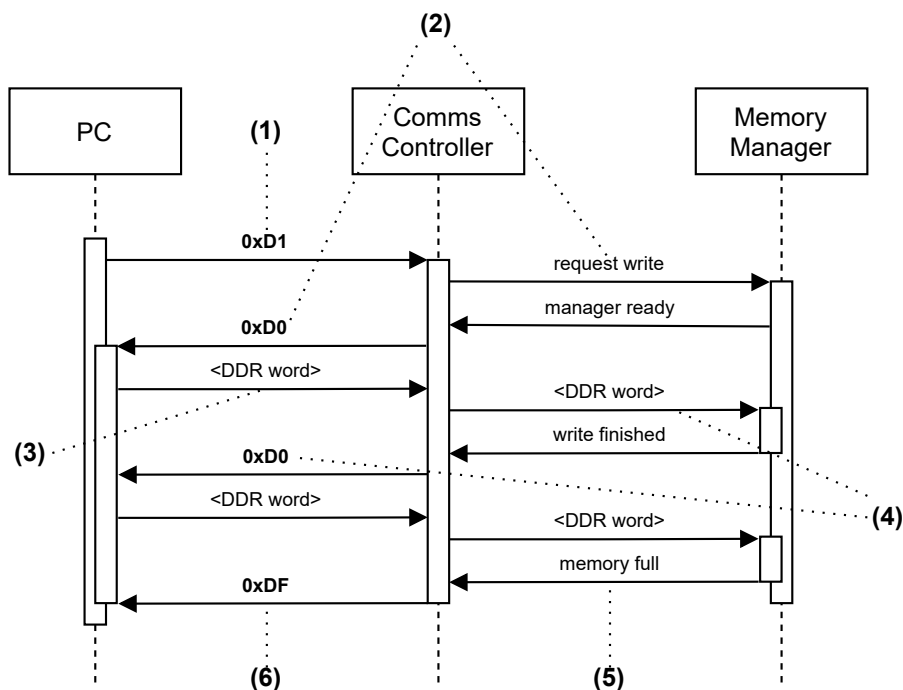 (2)
PC
Comms
Controller
Memory
Manager
(1)
0xD1
request write
manager ready
0xD0
<DDR word>
<DDR word>
write finished
(3)
0xD0
<DDR word>
(4)
<DDR word>
memory full
0xDF
(6)
(5)